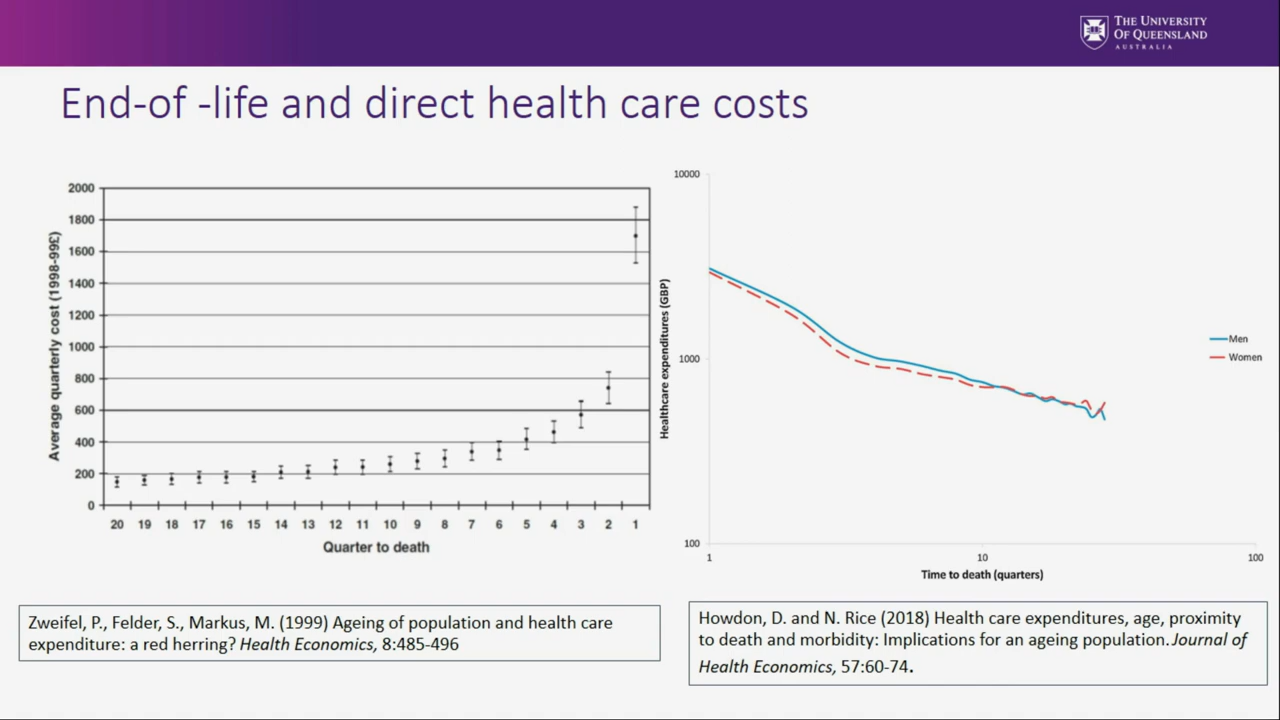 THE UNIVERSITY
OF QUEENSLAND
AUSTRALIA
End-of -life and direct health care costs
Average quarterly cost (1998-99£)
2000
1800
1600
1400
1200
1000
800
600
400
200
0
20 19 18 17 16 15 14 13 12 11 10 9 8 7 6 5 4 3 2 1
Quarter to death
Healthcare expenditures (GBP)
10000
1000
100
1 10 100
Time to death (quarters)
Men
Women
Zweifel, P., Felder, S., Markus, M. (1999) Ageing of population and health care
expenditure: a red herring? Health Economics, 8:485-496
Howdon, D. and N. Rice (2018) Health care expenditures, age, proximity
to death and morbidity: Implications for an ageing population. Journal of
Health Economics, 57:60-74.